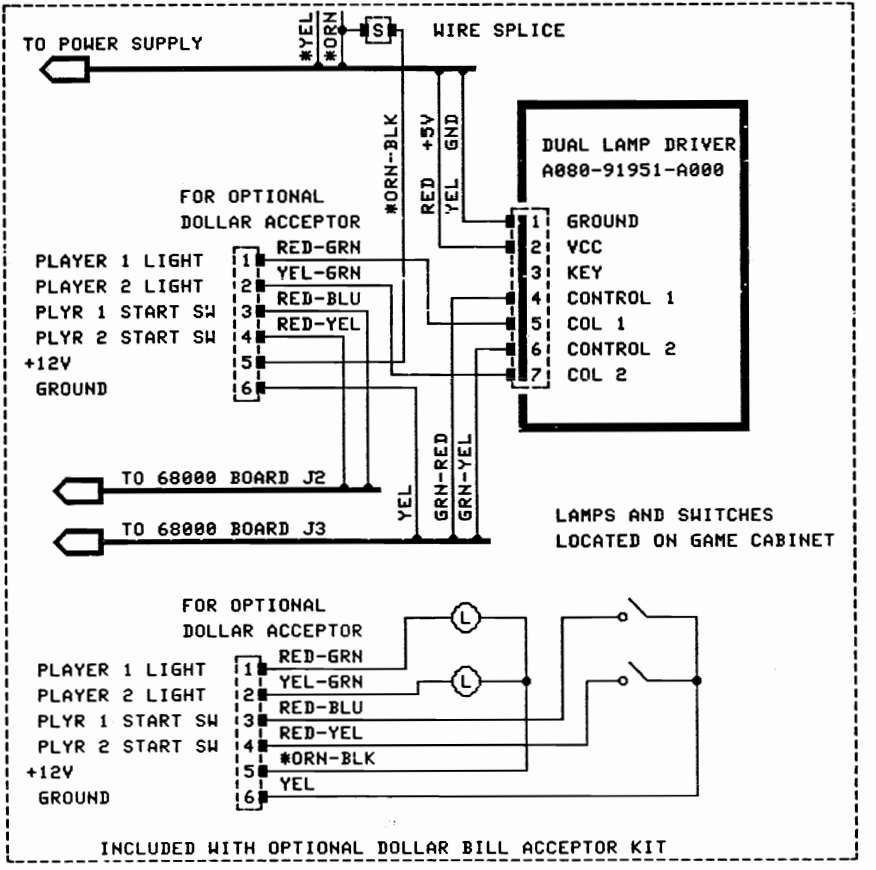 TO POWER SUPPLY
*YEL
*ORN
S
WIRE SPLICE
*ORN-BLK
RED +5V
YEL GND
DUAL LAMP DRIVER
A080-91951-A000
1 GROUND
2 VCC
3 KEY
4 CONTROL 1
5 COL 1
6 CONTROL 2
7 COL 2
FOR OPTIONAL
DOLLAR ACCEPTOR
PLAYER 1 LIGHT 1 RED-GRN
PLAYER 2 LIGHT 2 YEL-GRN
PLYR 1 START SW 3 RED-BLU
PLYR 2 START SW 4 RED-YEL
+12V 5
GROUND 6
YEL
GRN-RED
GRN-YEL
TO 68000 BOARD J2
TO 68000 BOARD J3
LAMPS AND SWITCHES
LOCATED ON GAME CABINET
FOR OPTIONAL
DOLLAR ACCEPTOR
L
L
PLAYER 1 LIGHT 1 RED-GRN
PLAYER 2 LIGHT 2 YEL-GRN
PLYR 1 START SW 3 RED-BLU
PLYR 2 START SW 4 RED-YEL
+12V 5 *ORN-BLK
GROUND 6 YEL
INCLUDED WITH OPTIONAL DOLLAR BILL ACCEPTOR KIT